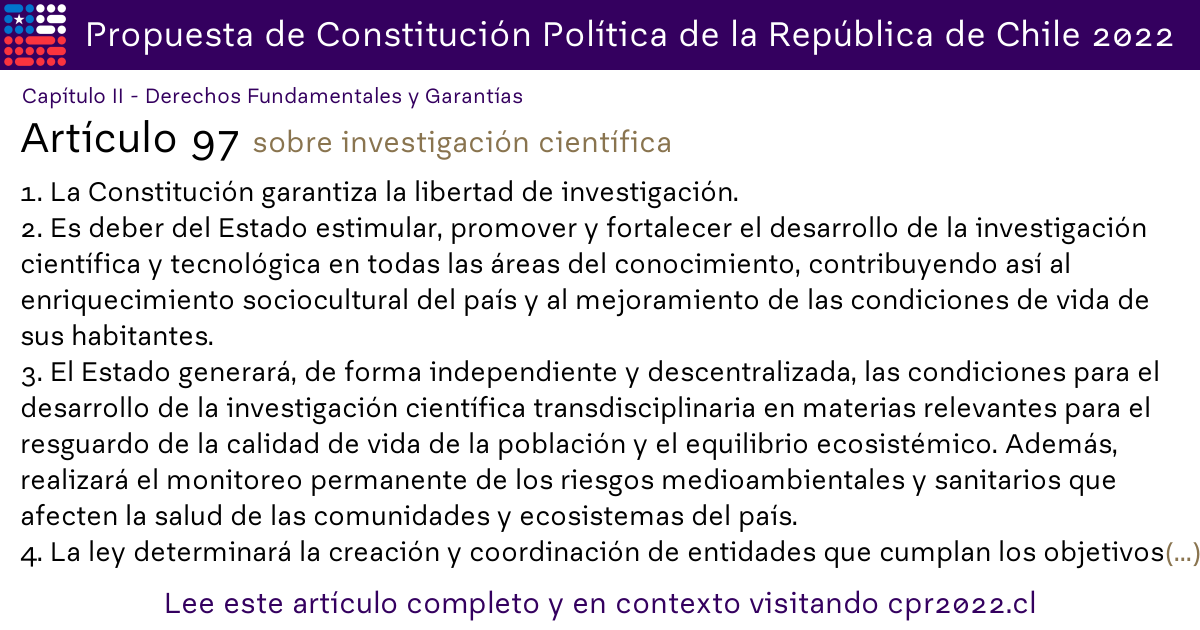 Propuesta de Constitución Política de la República de Chile 2022
Capítulo II - Derechos Fundamentales y Garantías
Artículo 97 sobre investigación científica
1. La Constitución garantiza la libertad de investigación.
2. Es deber del Estado estimular, promover y fortalecer el desarrollo de la investigación
científica y tecnológica en todas las áreas del conocimiento, contribuyendo así al
enriquecimiento sociocultural del país y al mejoramiento de las condiciones de vida de
sus habitantes.
3. El Estado generará, de forma independiente y descentralizada, las condiciones para el
desarrollo de la investigación científica transdisciplinaria en materias relevantes para el
resguardo de la calidad de vida de la población y el equilibrio ecosistémico. Además,
realizará el monitoreo permanente de los riesgos medioambientales y sanitarios que
afecten la salud de las comunidades y ecosistemas del país.
4. La ley determinará la creación y coordinación de entidades que cumplan los objetivos(...)
Lee este artículo completo y en contexto visitando cpr2022.cl